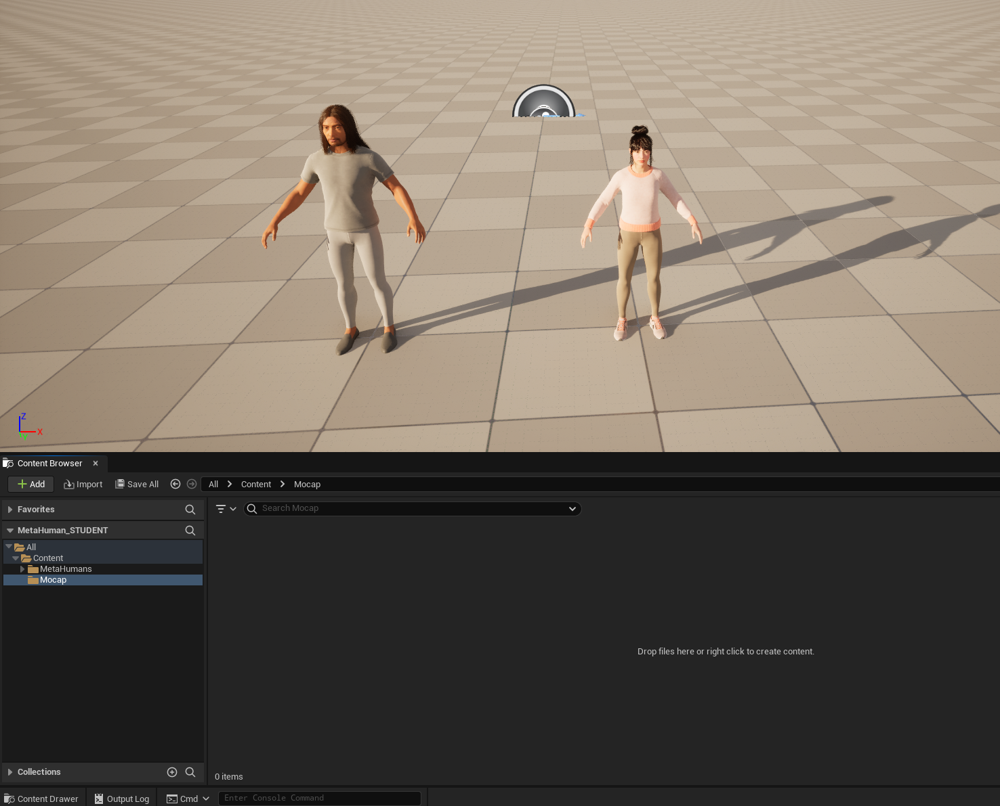 Z
X
Y
Content Browser
Add
Import
Save All
All
Content
Mocap
Favorites
Search Mocap
MetaHuman_STUDENT
All
Content
MetaHumans
Mocap
Drop files here or right click to create content.
Collections
0 items
Content Drawer
Output Log
Cmd
Enter Console Command